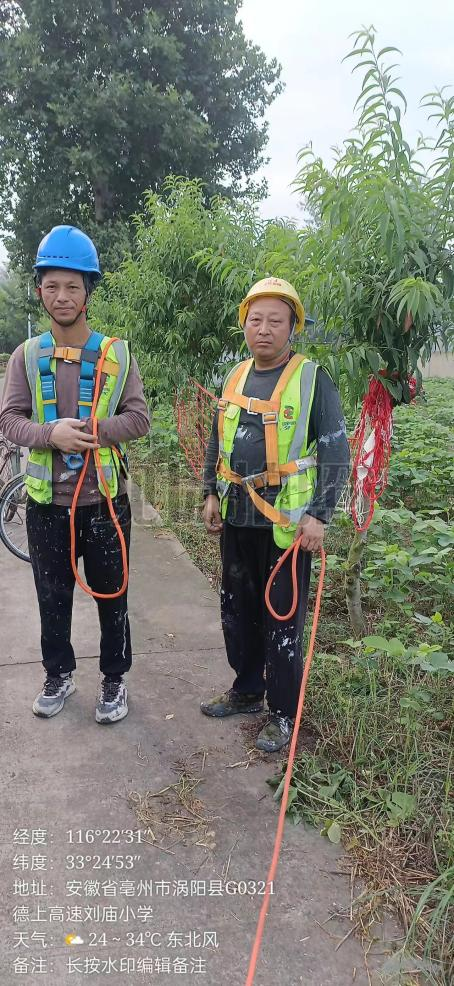 经度：116°22′31″
纬度：33°24′53″
地址：安徽省亳州市涡阳县G0321
德上高速刘庙小学
天气：24～34℃ 东北风
备注：长按水印编辑备注